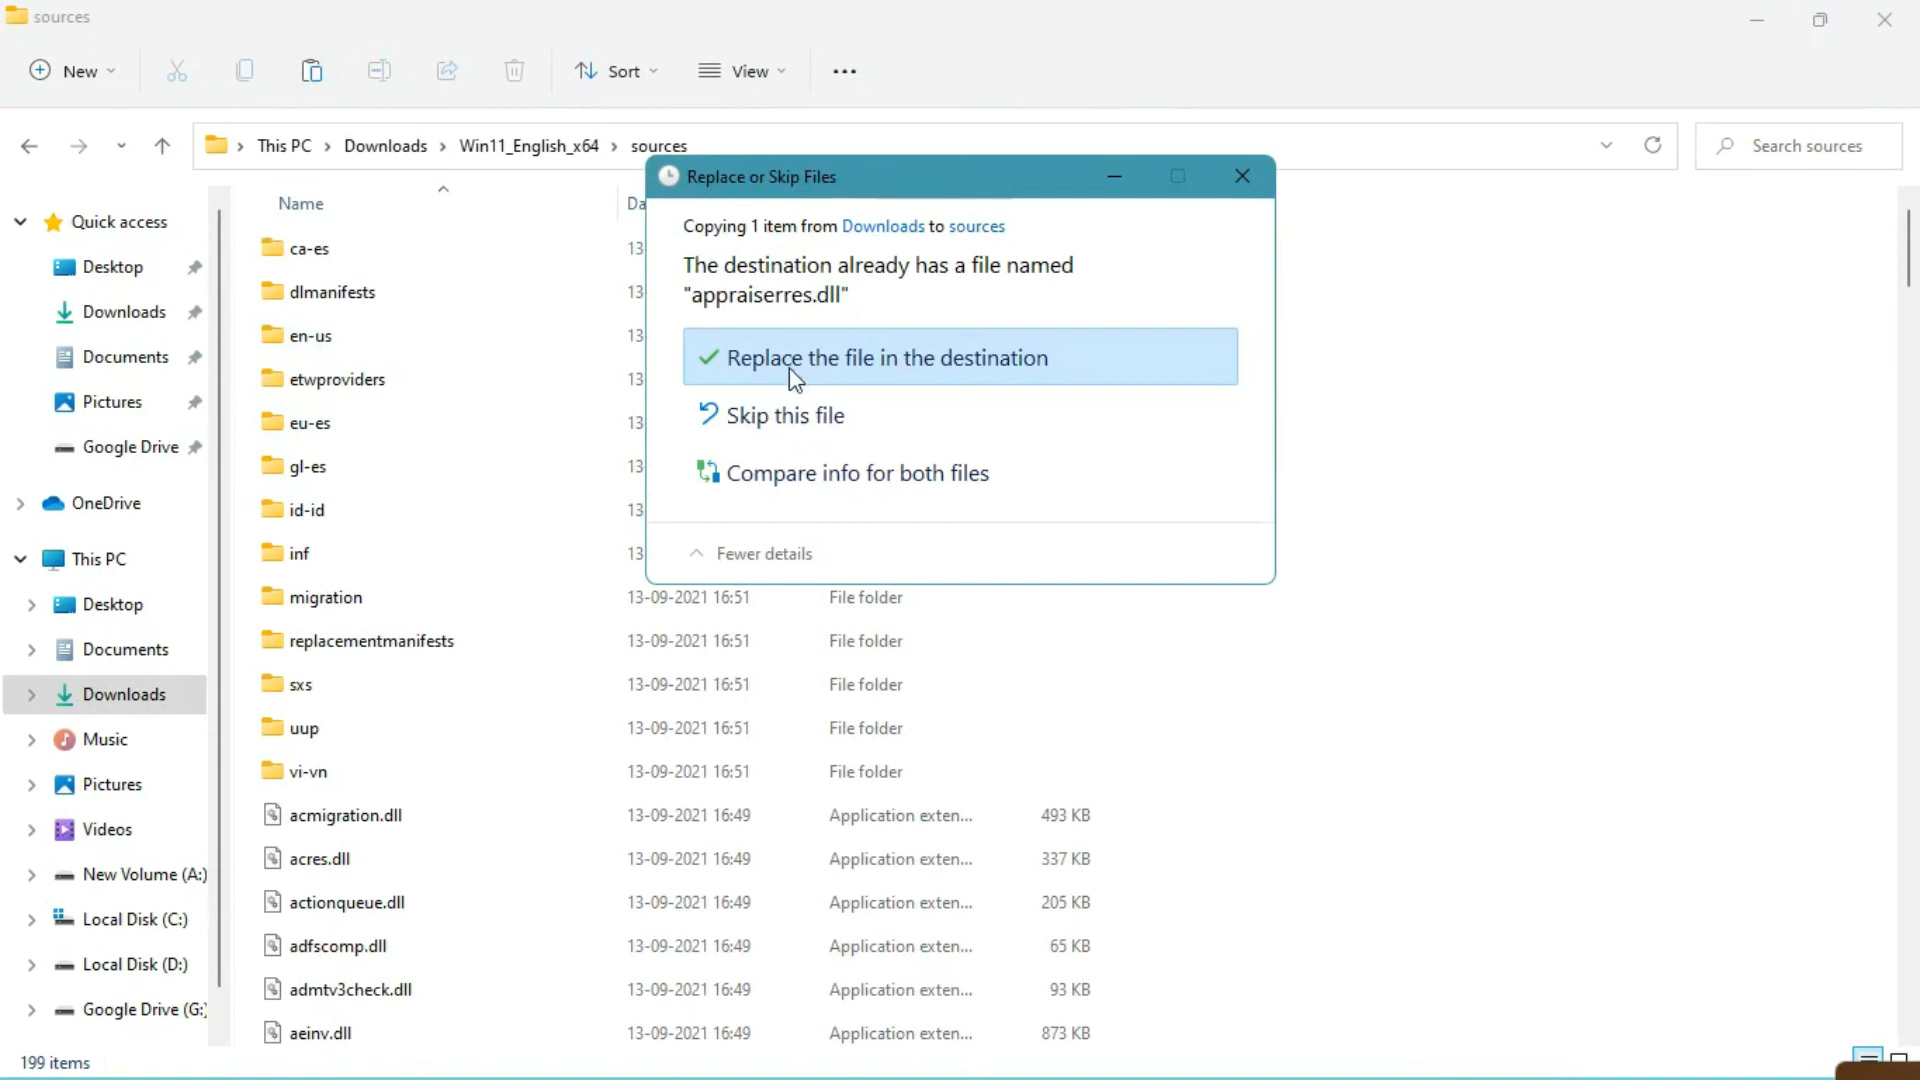 sources
New
Sort
View
This PC > Downloads > Win11_English_x64 > sources
Search sources
Quick access
Desktop
Downloads
Documents
Pictures
Google Drive
OneDrive
This PC
Desktop
Documents
Downloads
Music
Pictures
Videos
New Volume (A:)
Local Disk (C:)
Local Disk (D:)
Google Drive (G:)
Name Da
ca-es 13
dlmanifests 13
en-us 13
etwproviders 13
eu-es 13
gl-es 13
id-id 13
inf 13
migration 13-09-2021 16:51 File folder
replacementmanifests 13-09-2021 16:51 File folder
sxs 13-09-2021 16:51 File folder
uup 13-09-2021 16:51 File folder
vi-vn 13-09-2021 16:51 File folder
acmigration.dll 13-09-2021 16:49 Application exten... 493 KB
acres.dll 13-09-2021 16:49 Application exten... 337 KB
actionqueue.dll 13-09-2021 16:49 Application exten... 205 KB
adfscomp.dll 13-09-2021 16:49 Application exten... 65 KB
admtv3check.dll 13-09-2021 16:49 Application exten... 93 KB
aeinv.dll 13-09-2021 16:49 Application exten... 873 KB
Replace or Skip Files
Copying 1 item from Downloads to sources
The destination already has a file named
"appraiserres.dll"
Replace the file in the destination
Skip this file
Compare info for both files
Fewer details
199 items